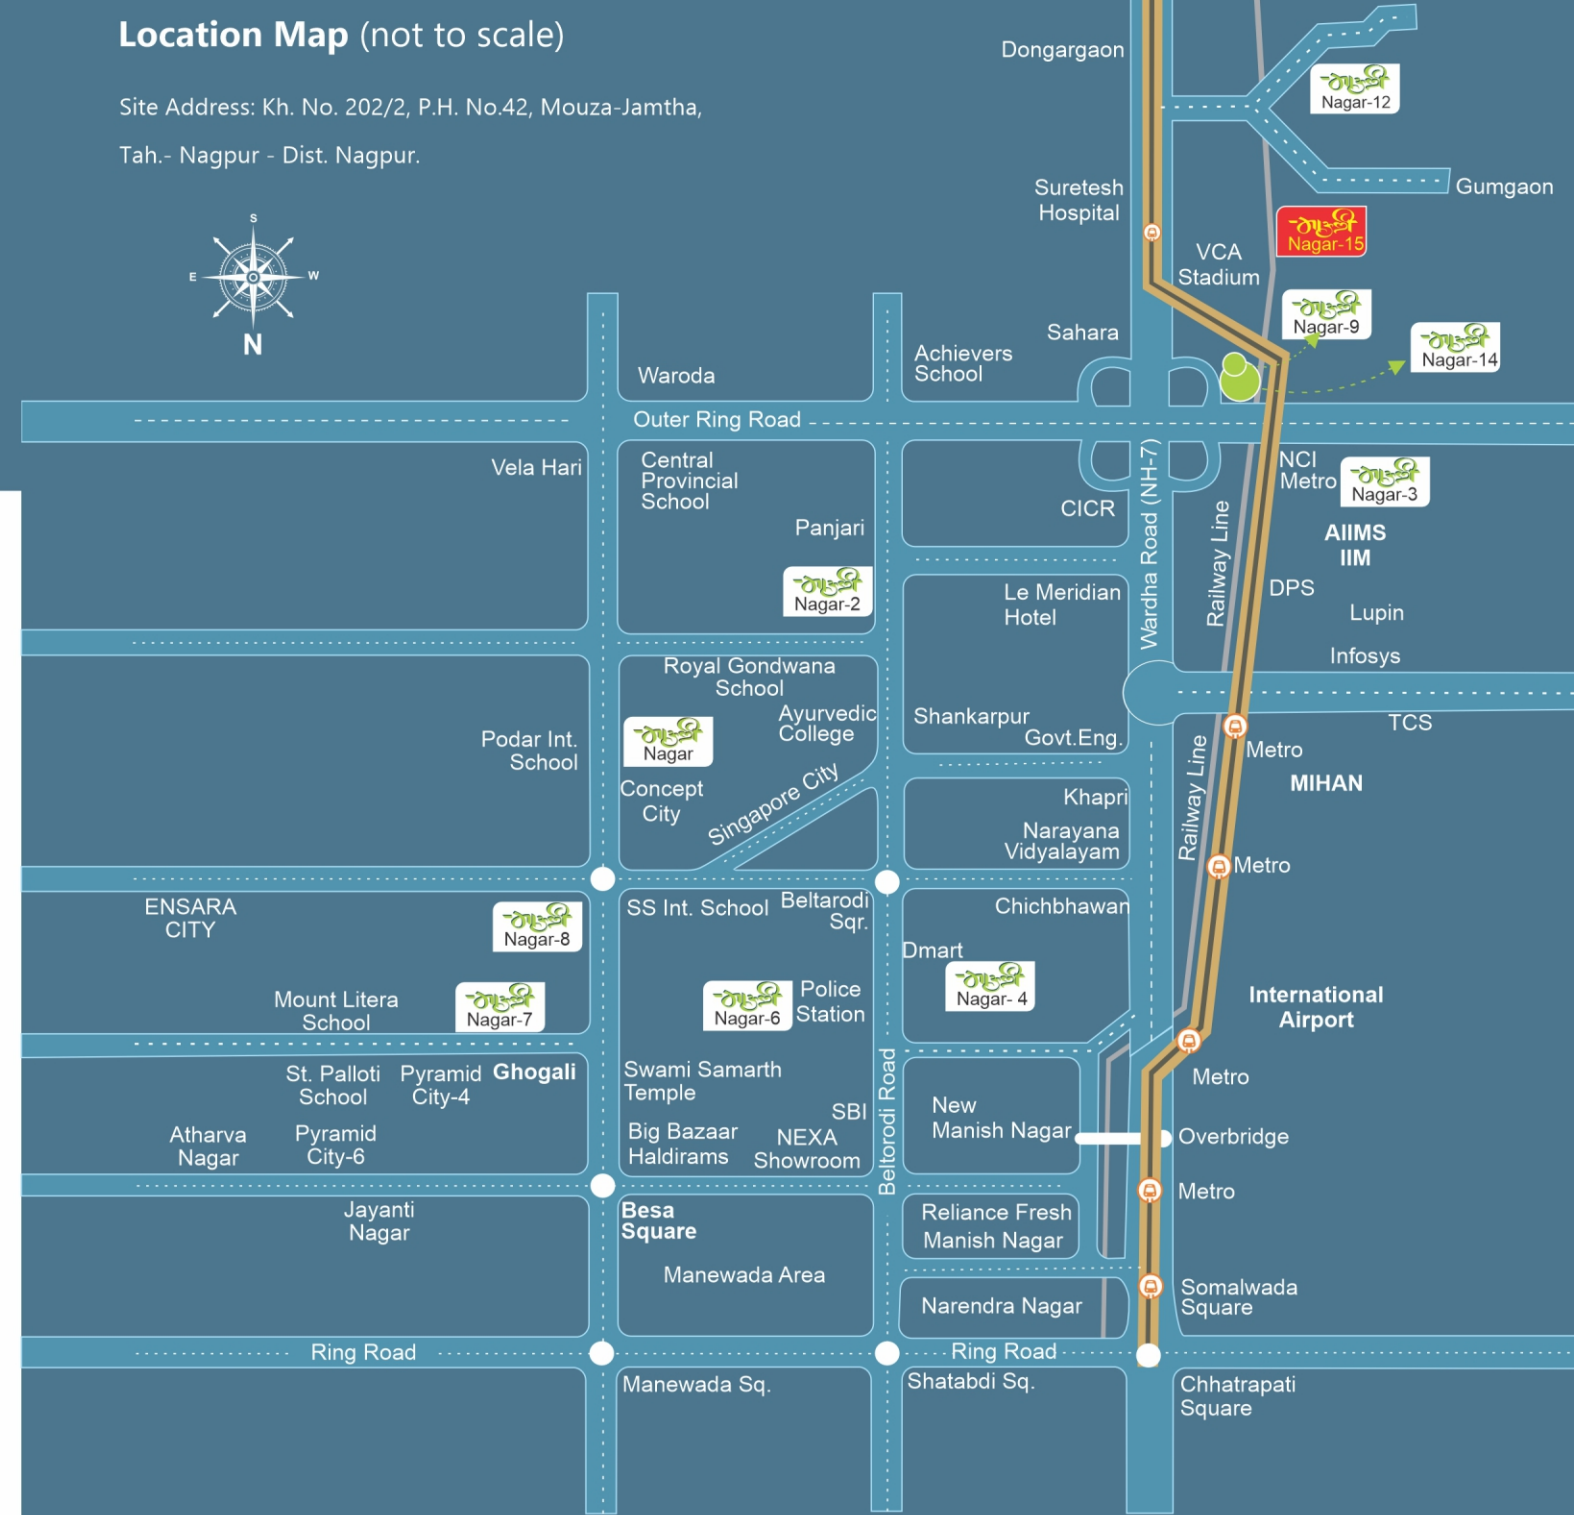 Location Map (not to scale)
Site Address: Kh. No. 202/2, P.H. No.42, Mouza-Jamtha,
Tah.- Nagpur - Dist. Nagpur.
S
E
W
N
Dongargaon
Nagar-12
Suretesh
Hospital
Gumgaon
Nagar-15
VCA
Stadium
Nagar-9
Sahara
Nagar-14
Achievers
School
Waroda
Outer Ring Road
Vela Hari
Central
Provincial
School
Panjari
CICR
Wardha Road (NH-7)
Railway Line
NCI
Metro
Nagar-3
AIIMS
IIM
DPS
Lupin
Infosys
Nagar-2
Le Meridian
Hotel
Royal Gondwana
School
Ayurvedic
College
Shankarpur
Govt.Eng.
TCS
Podar Int.
School
Nagar
Concept
City
Singapore City
Railway Line
Metro
MIHAN
Khapri
Narayana
Vidyalayam
Metro
ENSARA
CITY
Nagar-8
SS Int. School
Beltarodi
Sqr.
Chichbhawan
Dmart
Nagar- 4
Mount Litera
School
Nagar-7
Nagar-6
Police
Station
International
Airport
St. Palloti
School
Pyramid
City-4
Ghogali
Swami Samarth
Temple
SBI
Beltorodi Road
New
Manish Nagar
Metro
Atharva
Nagar
Pyramid
City-6
Big Bazaar
Haldirams
NEXA
Showroom
Overbridge
Metro
Jayanti
Nagar
Besa
Square
Reliance Fresh
Manish Nagar
Manewada Area
Narendra Nagar
Somalwada
Square
Ring Road
Ring Road
Manewada Sq.
Shatabdi Sq.
Chhatrapati
Square